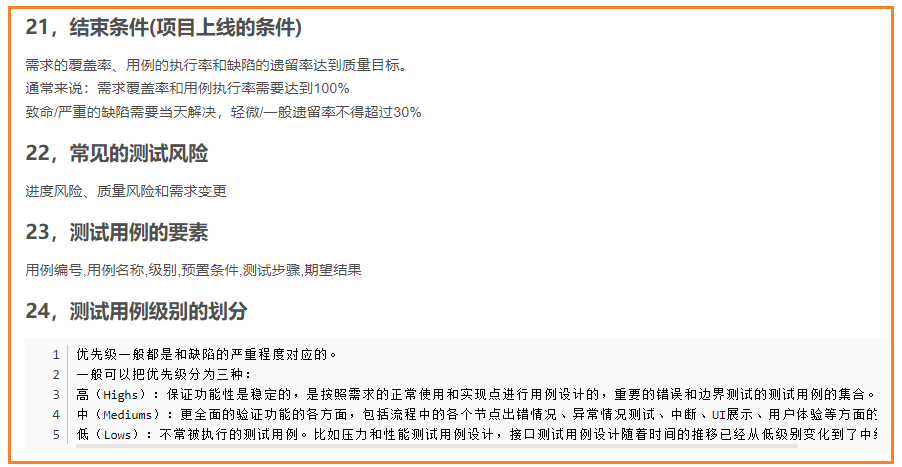 21，结束条件(项目上线的条件)
需求的覆盖率、用例的执行率和缺陷的遗留率达到质量目标。
通常来说：需求覆盖率和用例执行率需要达到100%
致命/严重的缺陷需要当天解决，轻微/一般遗留率不得超过30%
22，常见的测试风险
进度风险、质量风险和需求变更
23，测试用例的要素
用例编号,用例名称,级别,预置条件,测试步骤,期望结果
24，测试用例级别的划分
1 优先级一般都是和缺陷的严重程度对应的。
2 一般可以把优先级分为三种：
3 高（Highs）：保证功能性是稳定的，是按照需求的正常使用和实现点进行用例设计的，重要的错误和边界测试的测试用例的集合。
4 中（Mediums）：更全面的验证功能的各方面，包括流程中的各个节点出错情况、异常情况测试、中断、UI展示、用户体验等方面的
5 低（Lows）：不常被执行的测试用例。比如压力和性能测试用例设计，接口测试用例设计随着时间的推移已经从低级别变化到了中